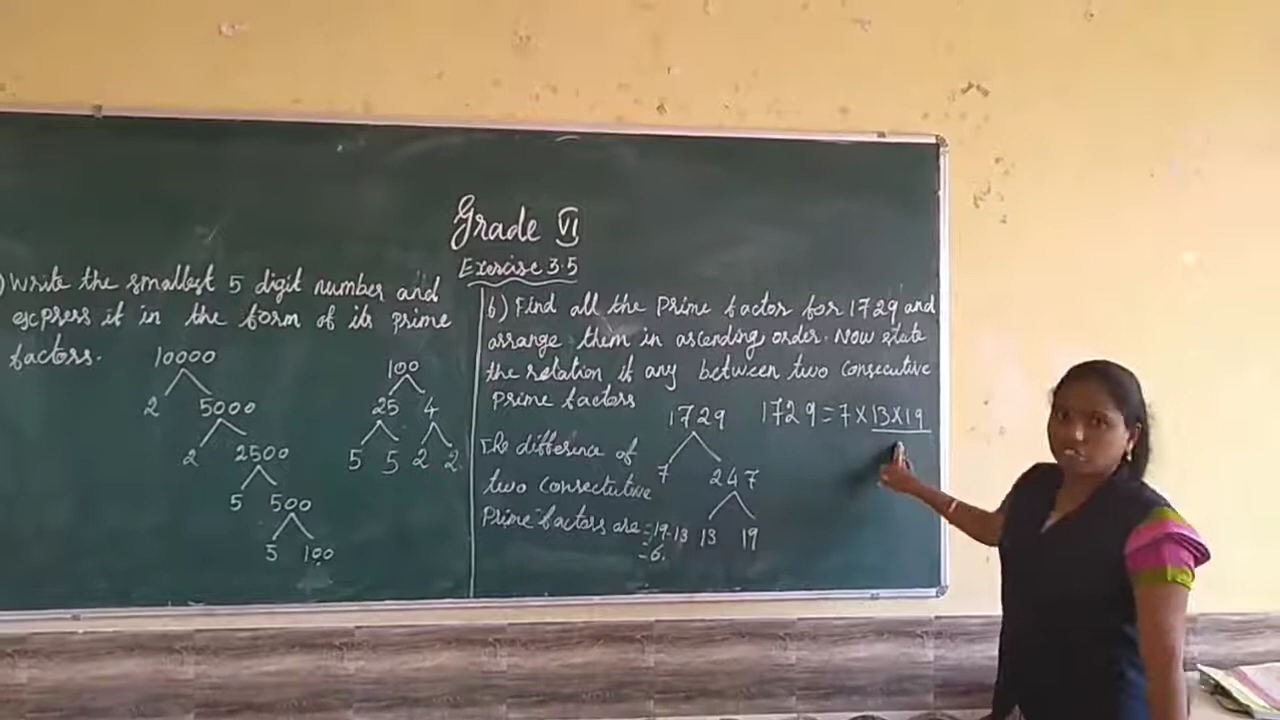 Grade VI
Exercise 3.5
) Write the smallest 5 digit number and
express it in the form of its prime
factors.
10000
2 5000
2 2500
5 500
5 100
100
25 4
5 5 2 2
6) Find all the Prime factor for 1729 and
arrange them in ascending order. Now state
the relation if any between two consecutive
Prime factors
1729
7 247
13 19
1729 = 7 × 13 × 19
The difference of
two consectutive
Prime factors are = 19-13
= 6.